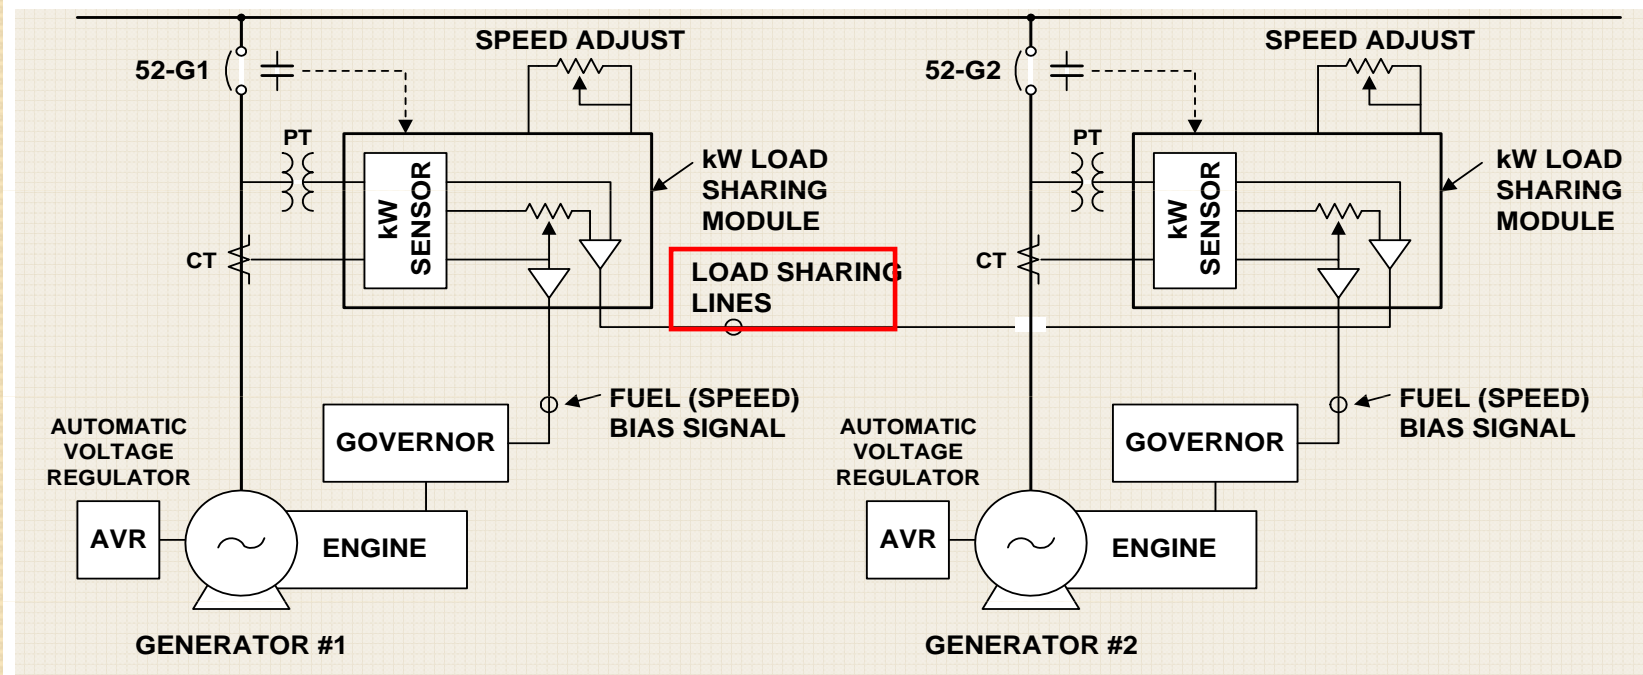 SPEED ADJUST
52-G1
PT
kW
SENSOR
kW LOAD
SHARING
MODULE
CT
LOAD SHARING
LINES
FUEL (SPEED)
BIAS SIGNAL
GOVERNOR
AUTOMATIC
VOLTAGE
REGULATOR
AVR
ENGINE
GENERATOR #1
SPEED ADJUST
52-G2
PT
kW
SENSOR
kW LOAD
SHARING
MODULE
CT
FUEL (SPEED)
BIAS SIGNAL
GOVERNOR
AUTOMATIC
VOLTAGE
REGULATOR
AVR
ENGINE
GENERATOR #2